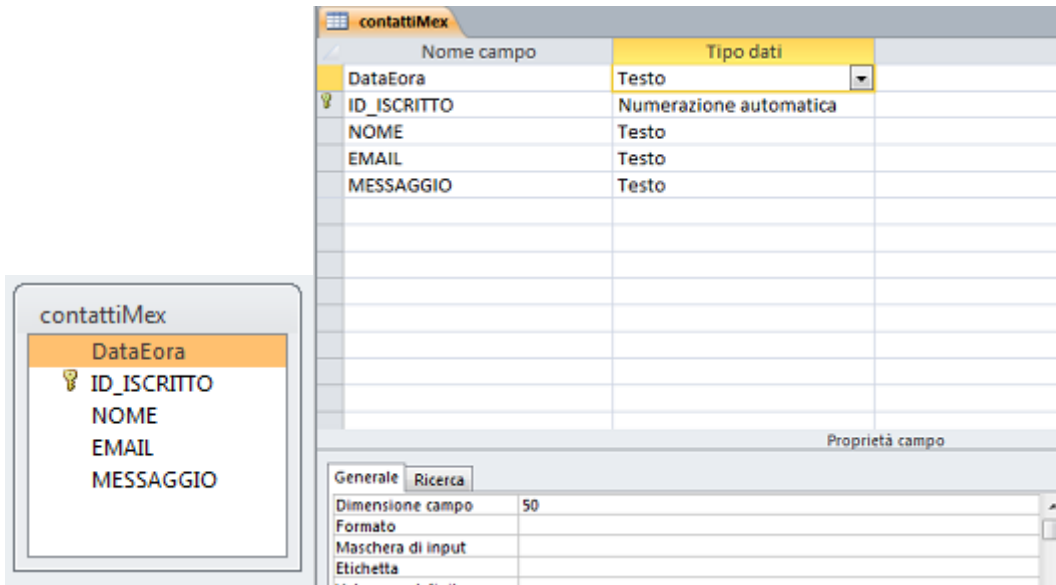 contattiMex
Nome campo Tipo dati
DataEora Testo
ID_ISCRITTO Numerazione automatica
NOME Testo
EMAIL Testo
MESSAGGIO Testo
Proprietà campo
Generale Ricerca
Dimensione campo 50
Formato
Maschera di input
Etichetta
contattiMex
DataEora
ID_ISCRITTO
NOME
EMAIL
MESSAGGIO